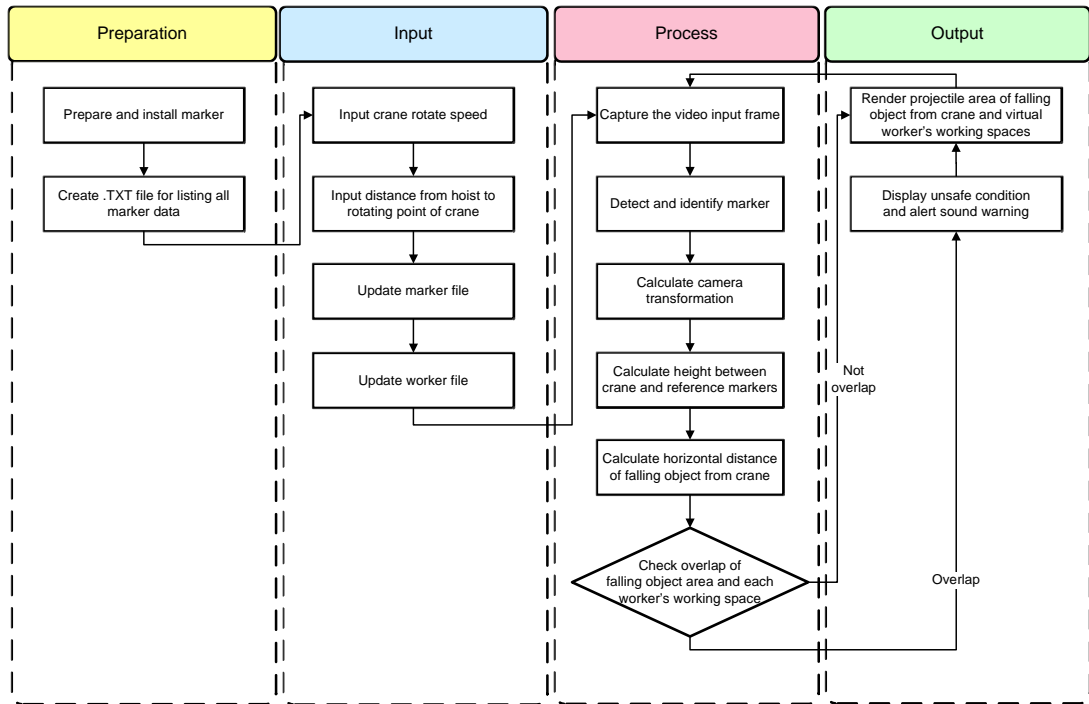 Preparation
Input
Process
Output
Prepare and install marker
Create .TXT file for listing all
marker data
Input crane rotate speed
Input distance from hoist to
rotating point of crane
Update marker file
Update worker file
Capture the video input frame
Detect and identify marker
Calculate camera
transformation
Calculate height between
crane and reference markers
Calculate horizontal distance
of falling object from crane
Check overlap of
falling object area and each
worker's working space
Not
overlap
Overlap
Render projectile area of falling
object from crane and virtual
worker's working spaces
Display unsafe condition
and alert sound warning